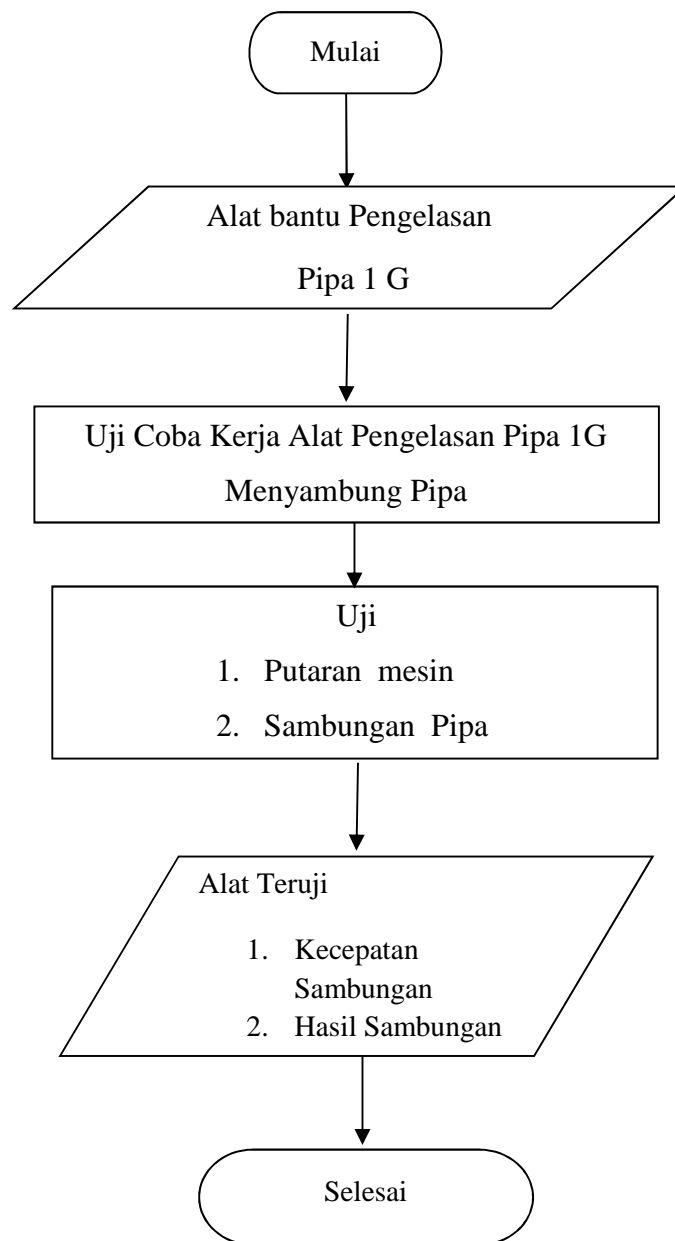 Mulai
Alat bantu Pengelasan
Pipa 1 G
Uji Coba Kerja Alat Pengelasan Pipa 1G
Menyambung Pipa
Uji
1. Putaran mesin
2. Sambungan Pipa
Alat Teruji
1. Kecepatan
Sambungan
2. Hasil Sambungan
Selesai